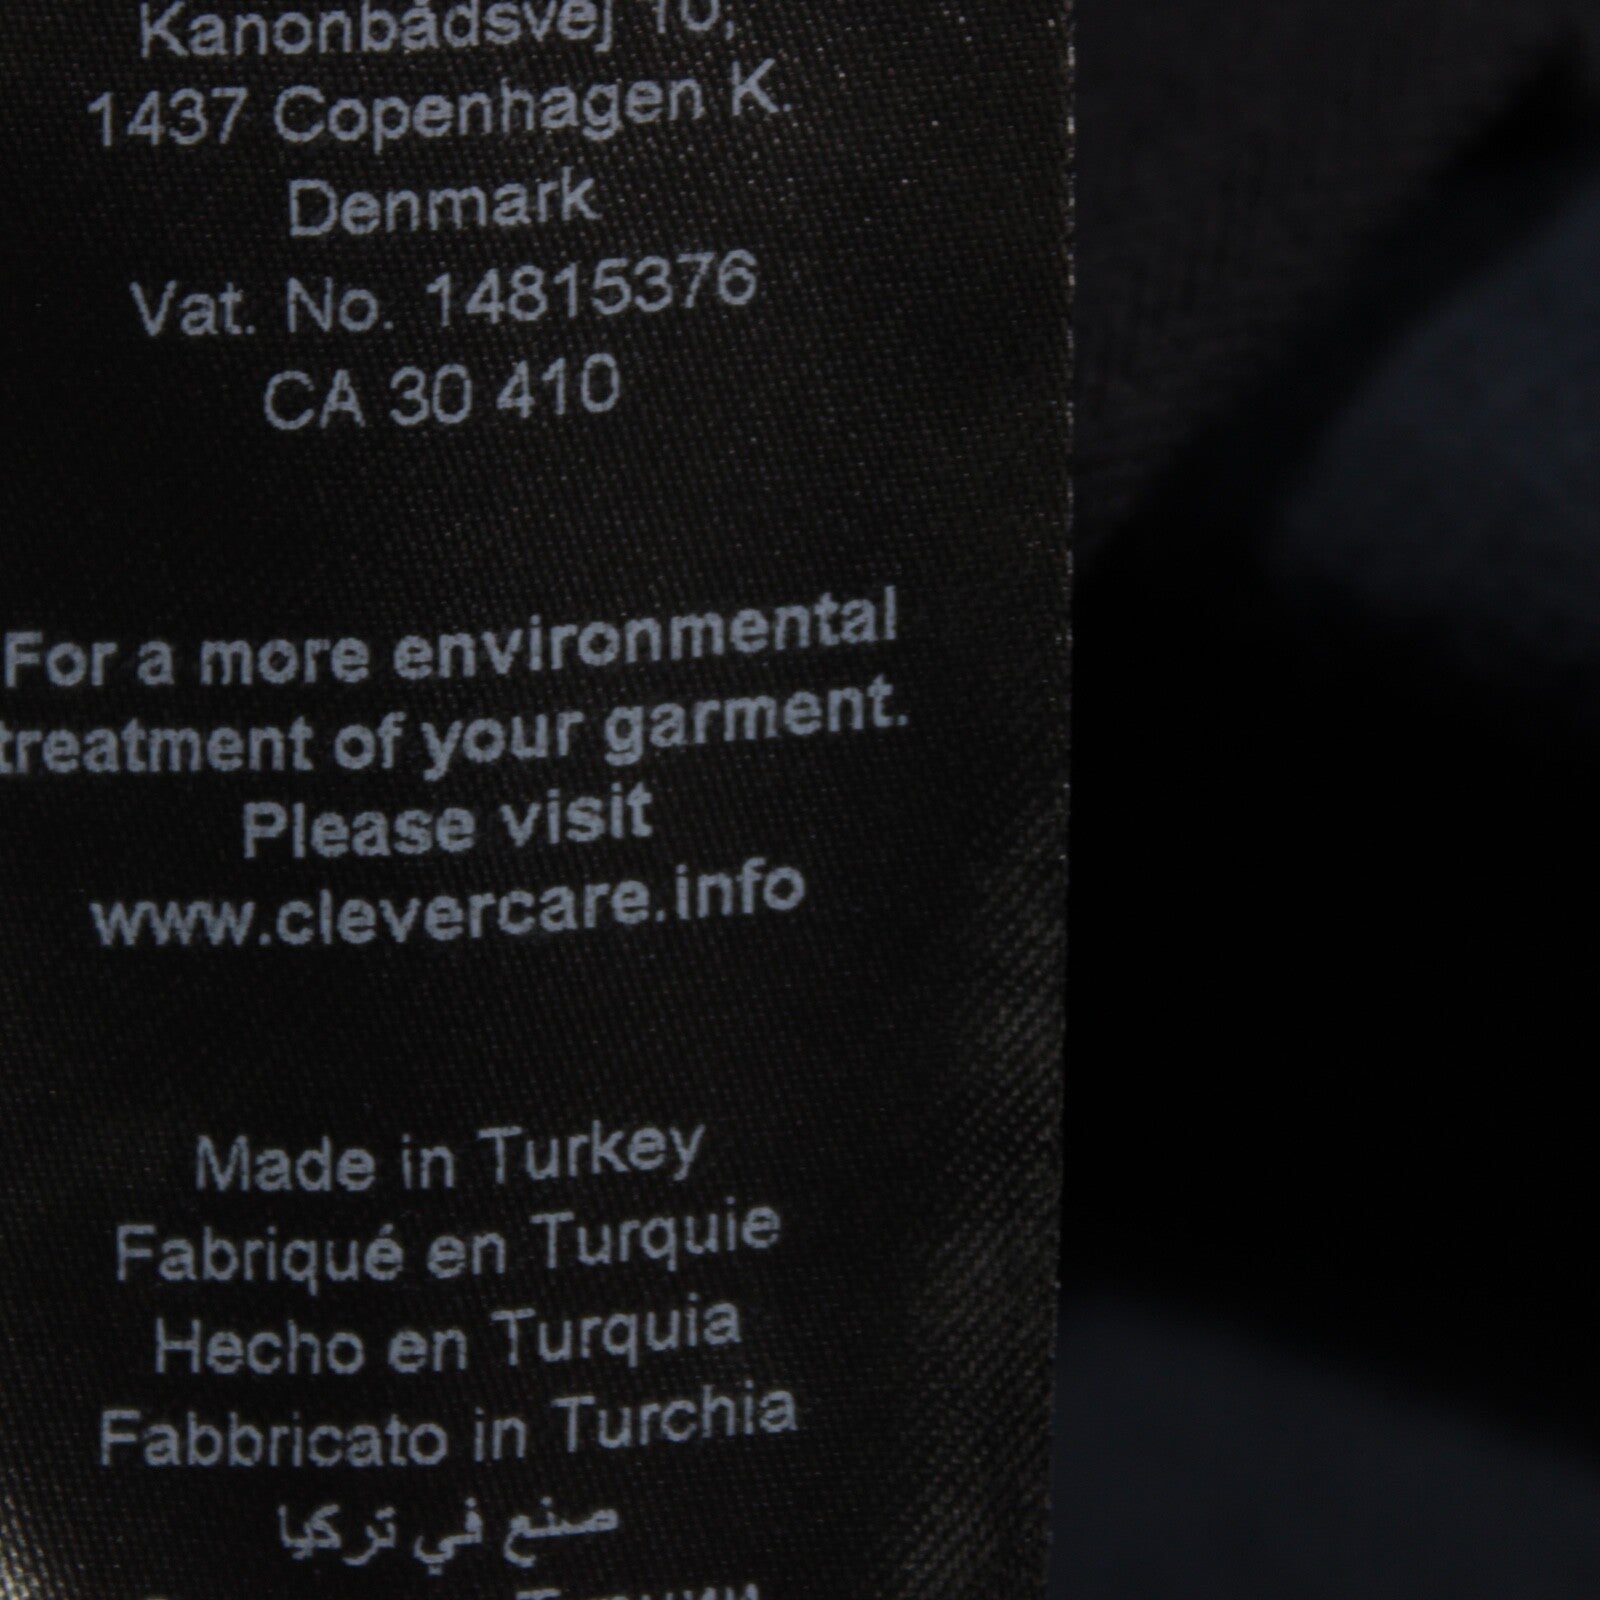 Kanonbådsvej 10,
1437 Copenhagen K.
Denmark
Vat. No. 14815376
CA 30 410
For a more environmental
treatment of your garment.
Please visit
www.clevercare.info
Made in Turkey
Fabriqué en Turquie
Hecho en Turquia
Fabbricato in Turchia
صنع في تركيا